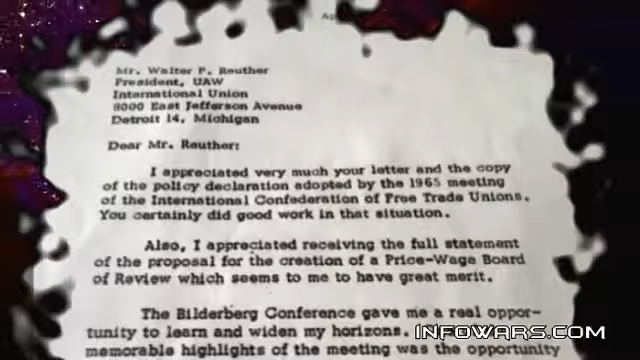 Mr. Walter P. Reuther
President, UAW
International Union
8000 East Jefferson Avenue
Detroit 14, Michigan
Dear Mr. Reuther:
I appreciated very much your letter and the copy
of the policy declaration adopted by the 1965 meeting
of the International Confederation of Free Trade Unions.
You certainly did good work in that situation.
Also, I appreciated receiving the full statement
of the proposal for the creation of a Price-Wage Board
of Review which seems to me to have great merit.
The Bilderberg Conference gave me a real oppor-
tunity to learn and widen my horizons.
memorable highlights of the meeting was the opportunity
INFOWARS.COM